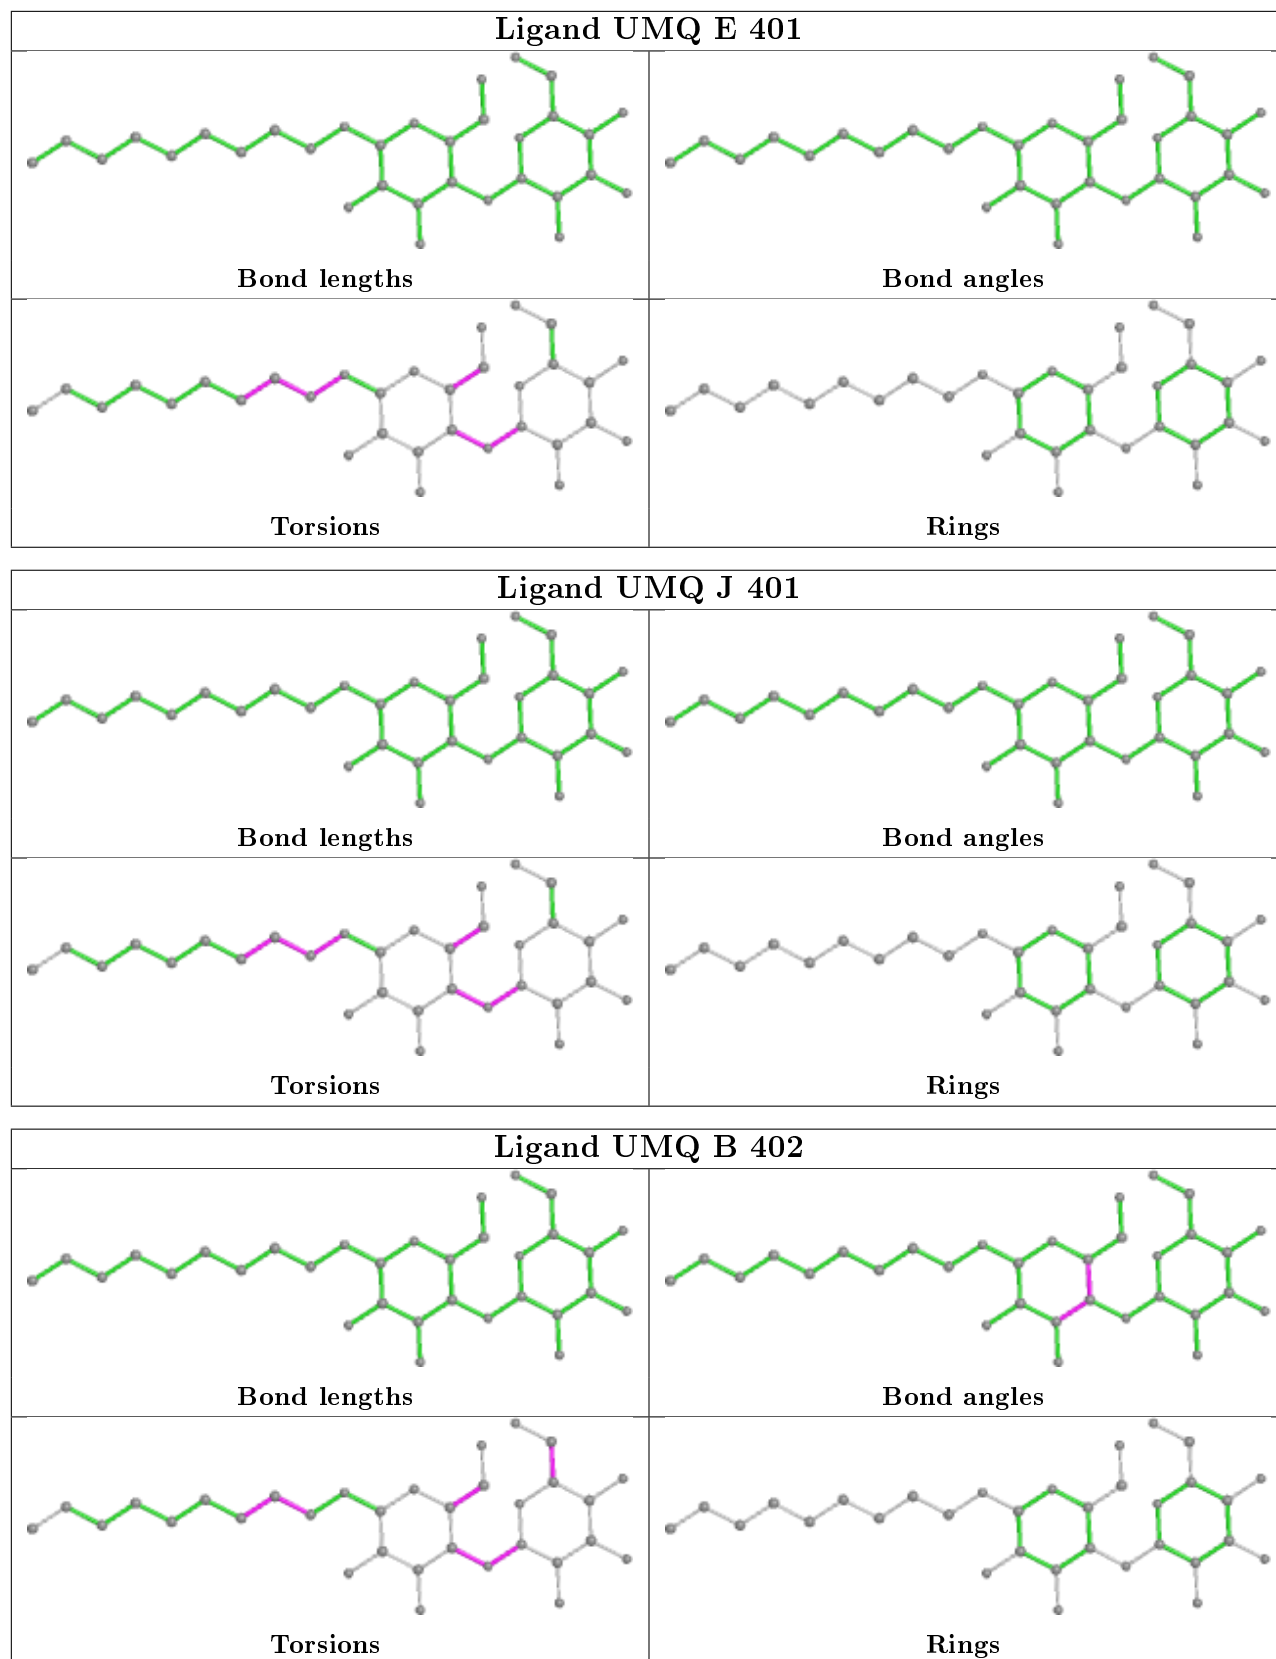 Ligand UMQ E 401
Bond lengths
Bond angles
Torsions
Rings
Ligand UMQ J 401
Bond lengths
Bond angles
Torsions
Rings
Ligand UMQ B 402
Bond lengths
Bond angles
Torsions
Rings